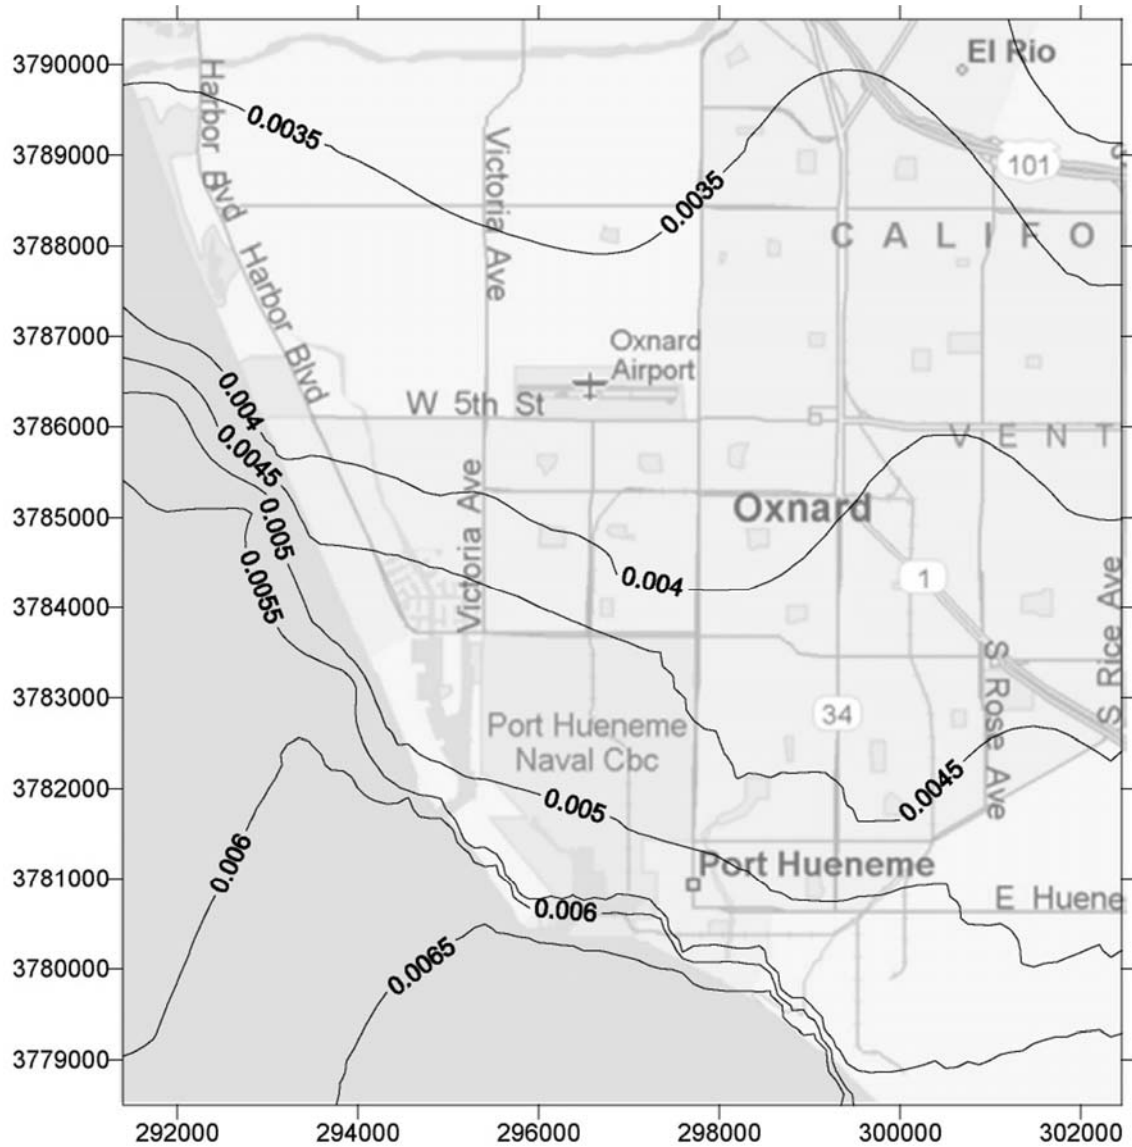 3790000
El Rio
Harbor Blvd
0.0035
3789000
Victoria Ave
101
S
0.0035
3788000
C A L I F O
Harbor Blvd
3787000
Oxnard
Airport
0.004
W 5th St
3786000
0.0045
V E N T
3785000
0.005
Oxnard
Victoria Ave
0.0055
0.004
1
3784000
S Rice Ave
3783000
S Rose Ave
34
Port Hueneme
Naval Cbc
3782000
0.005
0.0045
0.006
3781000
Port Hueneme
E Huene
0.006
3780000
0.0065
3779000
292000 294000 296000 298000 300000 302000